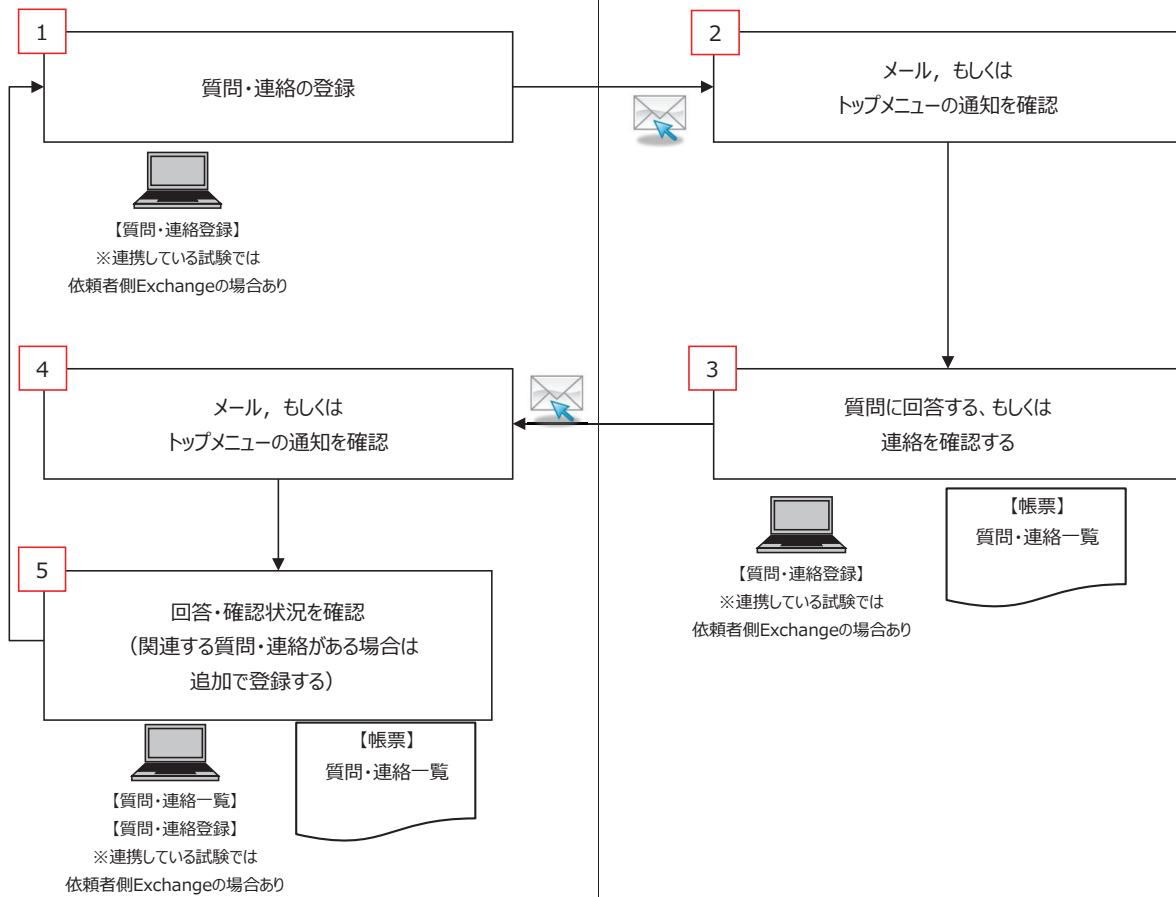 1
質問・連絡の登録
【質問・連絡登録】
※連携している試験では
依頼者側Exchangeの場合あり
2
メール，もしくは
トップメニューの通知を確認
3
質問に回答する、もしくは
連絡を確認する
【質問・連絡登録】
※連携している試験では
依頼者側Exchangeの場合あり
【帳票】
質問・連絡一覧
4
メール，もしくは
トップメニューの通知を確認
5
回答・確認状況を確認
（関連する質問・連絡がある場合は
追加で登録する）
【質問・連絡一覧】
【質問・連絡登録】
※連携している試験では
依頼者側Exchangeの場合あり
【帳票】
質問・連絡一覧